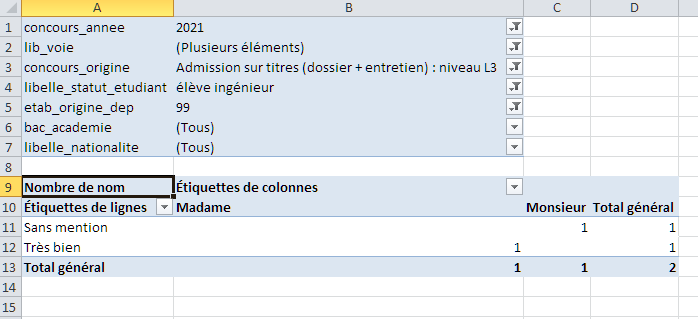 A B C D
1 concours_annee 2021
2 lib_voie (Plusieurs éléments)
3 concours_origine Admission sur titres (dossier + entretien) : niveau L3
4 libelle_statut_etudiant élève ingénieur
5 etab_origine_dep 99
6 bac_academie (Tous)
7 libelle_nationalite (Tous)
8
9 Nombre de nom Étiquettes de colonnes
10 Étiquettes de lignes Madame Monsieur Total général
11 Sans mention 1 1
12 Très bien 1 1
13 Total général 1 1 2
14
15